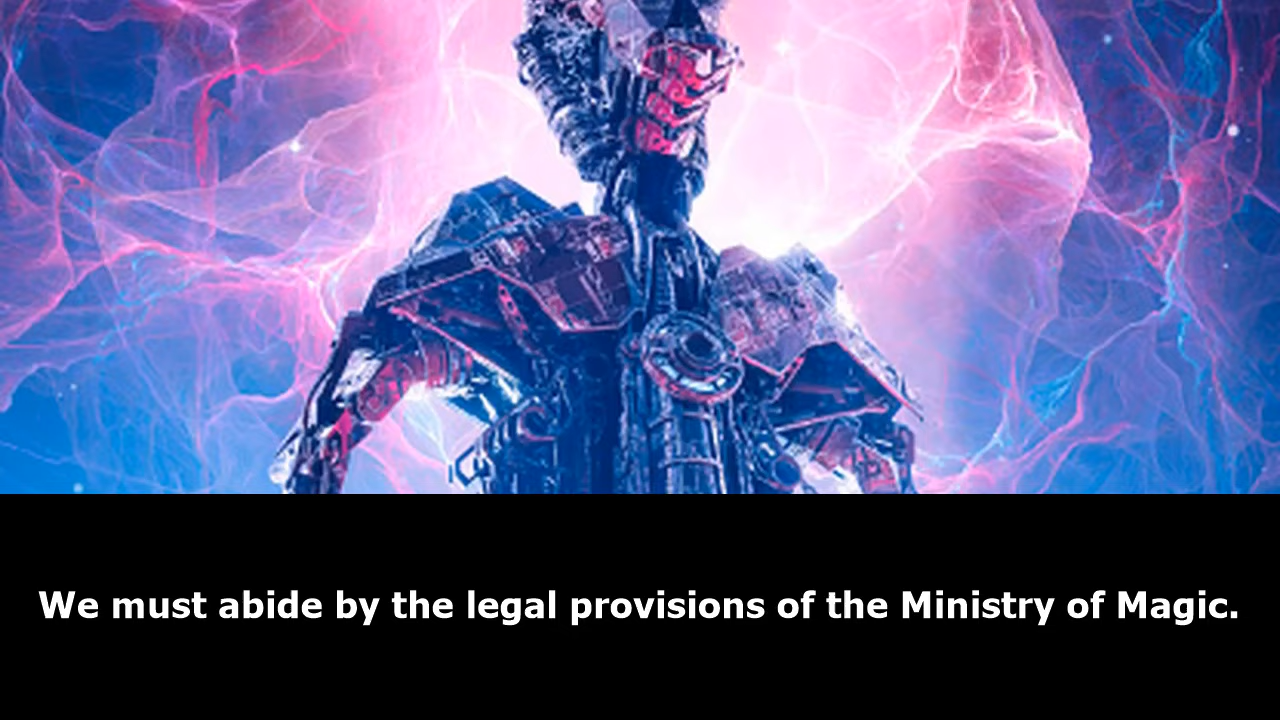 We must abide by the legal provisions of the Ministry of Magic.